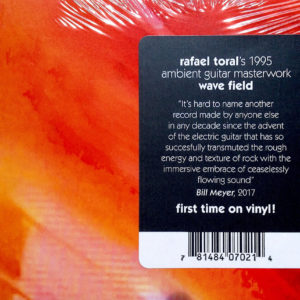 rafael toral's 1995
ambient guitar masterwork
wave field
"It's hard to name another
record made by anyone else
in any decade since the advent
of the electric guitar that has so
succesfully transmuted the rough
energy and texture of rock with the
immersive embrace of ceaselessly
flowing sound"
Bill Meyer, 2017
first time on vinyl!
7 81484 07021 4